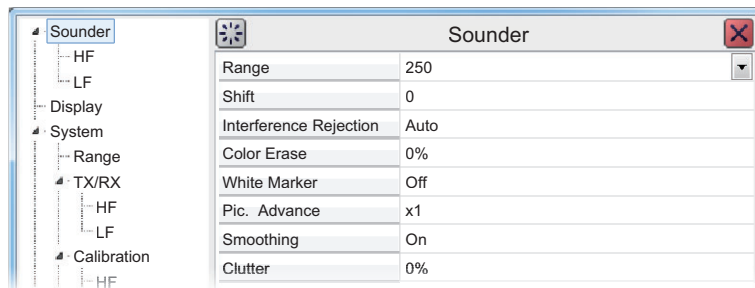 Sounder
HF
LF
Display
System
Range
TX/RX
HF
LF
Calibration
HF
Sounder
Range 250
Shift 0
Interference Rejection Auto
Color Erase 0%
White Marker Off
Pic. Advance x1
Smoothing On
Clutter 0%